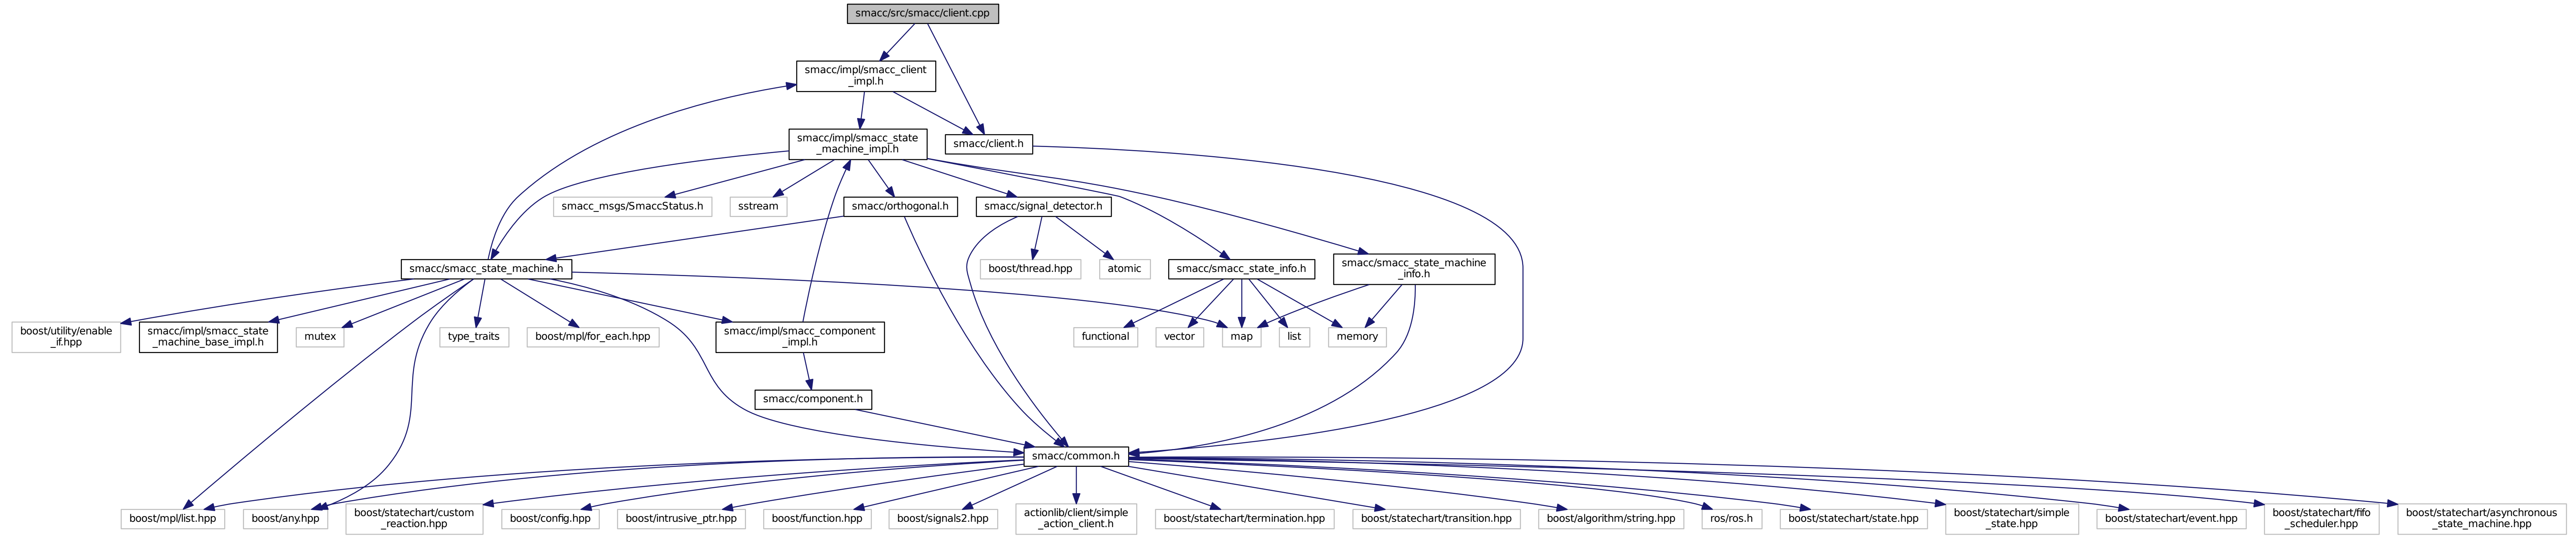 smacc/src/smacc/client.cpp
smacc/impl/smacc_client
_impl.h
smacc/impl/smacc_state
_machine_impl.h
smacc/client.h
smacc_msgs/SmaccStatus.h
sstream
smacc/orthogonal.h
smacc/signal_detector.h
smacc/smacc_state_machine.h
boost/thread.hpp
atomic
smacc/smacc_state_info.h
smacc/smacc_state_machine
_info.h
boost/utility/enable
_if.hpp
smacc/impl/smacc_state
_machine_base_impl.h
mutex
type_traits
boost/mpl/for_each.hpp
smacc/impl/smacc_component
_impl.h
functional
vector
map
list
memory
smacc/component.h
smacc/common.h
boost/mpl/list.hpp
boost/any.hpp
boost/statechart/custom
_reaction.hpp
boost/config.hpp
boost/intrusive_ptr.hpp
boost/function.hpp
boost/signals2.hpp
actionlib/client/simple
_action_client.h
boost/statechart/termination.hpp
boost/statechart/transition.hpp
boost/algorithm/string.hpp
ros/ros.h
boost/statechart/state.hpp
boost/statechart/simple
_state.hpp
boost/statechart/event.hpp
boost/statechart/fifo
_scheduler.hpp
boost/statechart/asynchronous
_state_machine.hpp